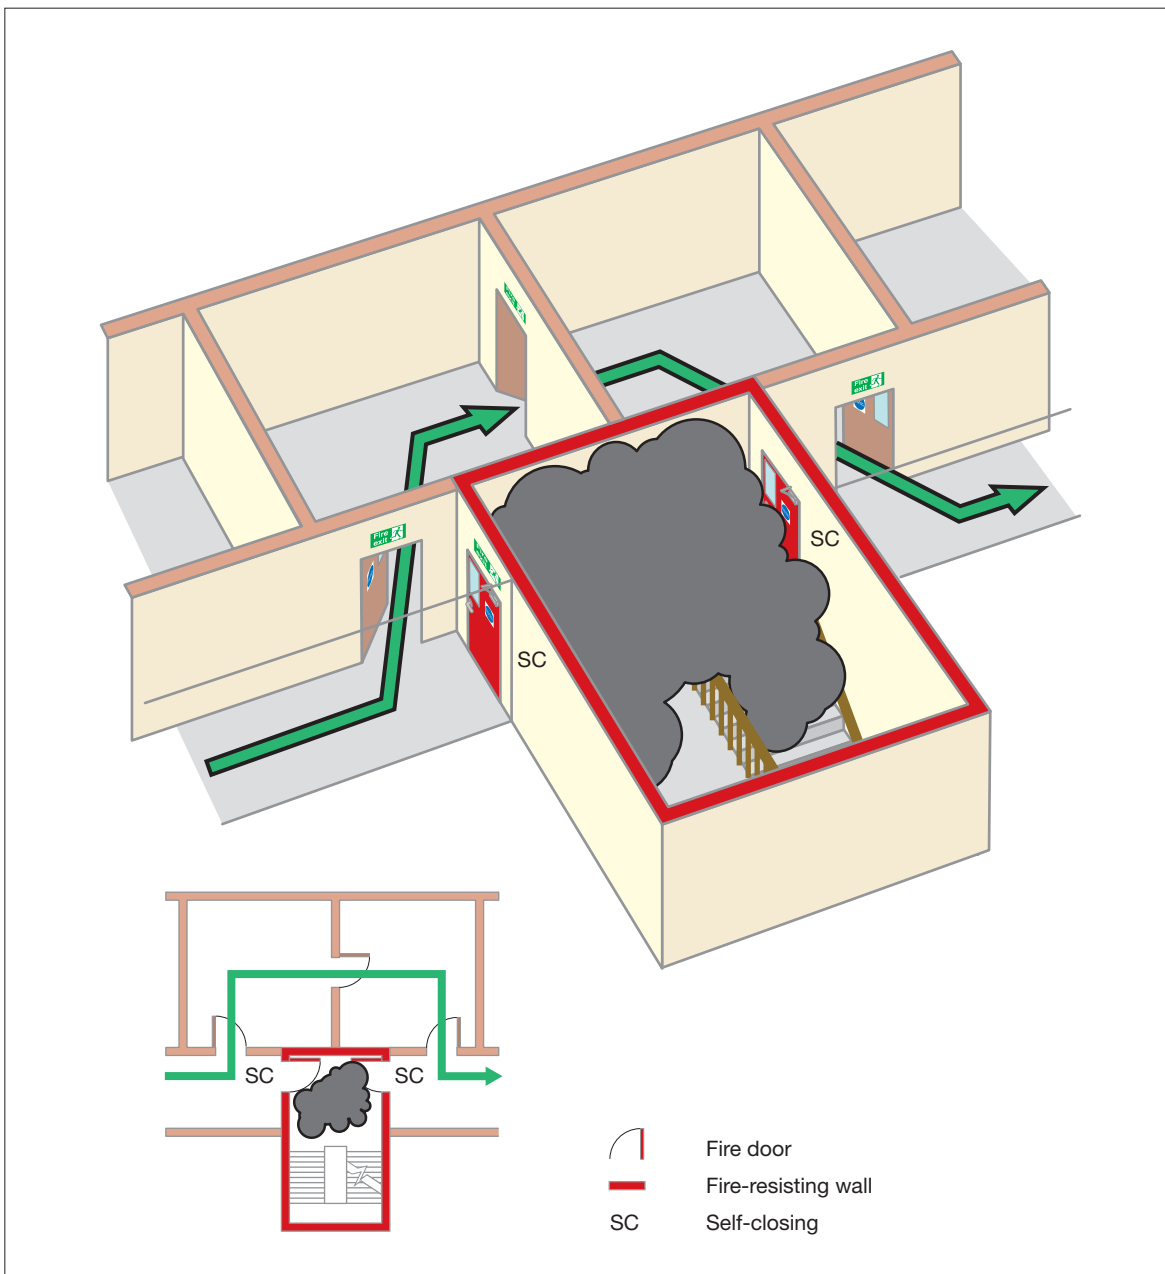 Fire
exit
Fire
exit
SC
SC
SC
SC
Fire door
Fire-resisting wall
SC
Self-closing